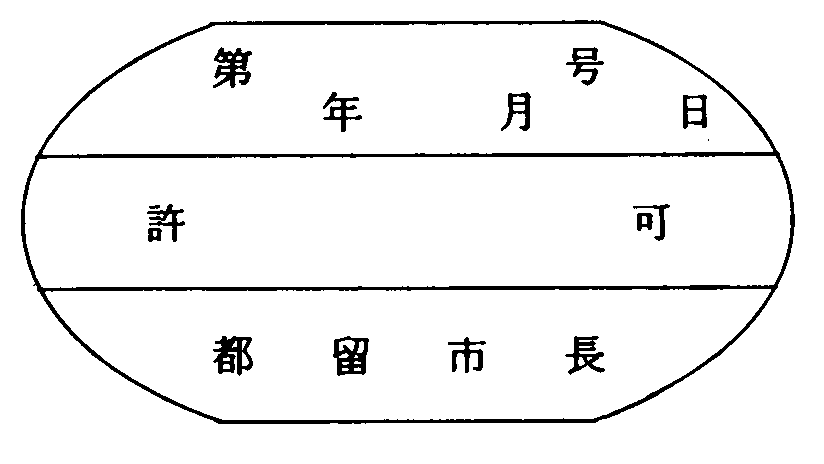 第 号
年 月 日
許 可
都 留 市 長